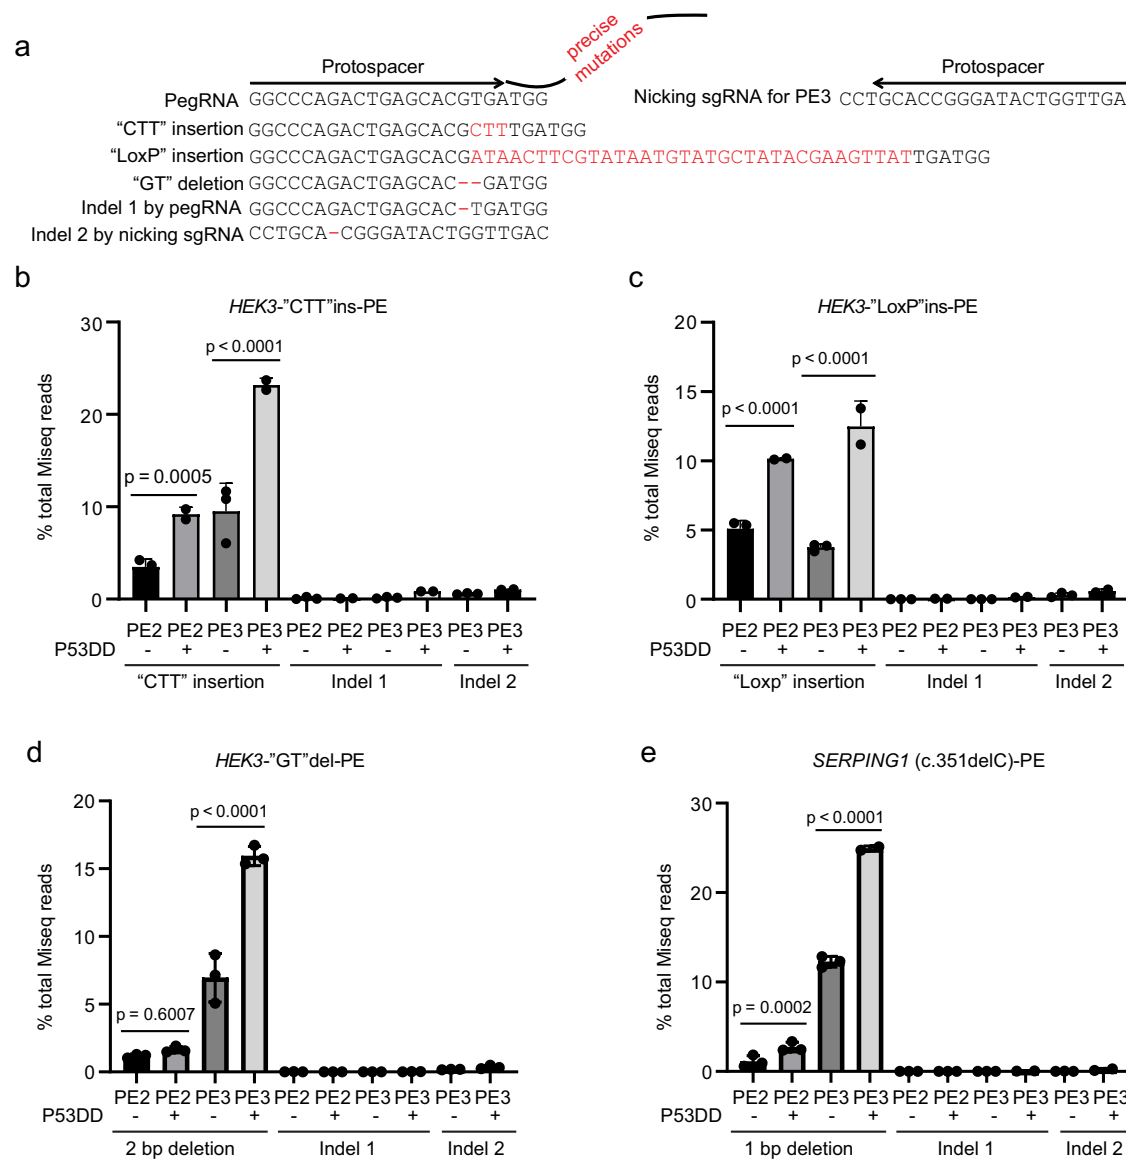 a
precise
mutations
Protospacer
Protospacer
PegRNA GGCCCAGACTGAGCACGTGATGG
Nicking sgRNA for PE3 CCTGCACCGGGATACTGGTTGA
"CTT" insertion GGCCCAGACTGAGCACGCTTTGATGG
"LoxP" insertion GGCCCAGACTGAGCACGATAACTTCGTATAATGTATGCTATACGAAGTTATTGATGG
"GT" deletion GGCCCAGACTGAGCAC--GATGG
Indel 1 by pegRNA GGCCCAGACTGAGCAC-TGATGG
Indel 2 by nicking sgRNA CCTGCA-CGGGATACTGGTTGAC
b
HEK3-"CTT"ins-PE
% total Miseq reads
30
20
10
0
p = 0.0005
p < 0.0001
PE2 PE2 PE3 PE3 PE2 PE2 PE3 PE3 PE3 PE3
P53DD - + - + - + - + - +
"CTT" insertion Indel 1 Indel 2
c
HEK3-"LoxP"ins-PE
% total Miseq reads
20
15
10
5
0
p < 0.0001
p < 0.0001
PE2 PE2 PE3 PE3 PE2 PE2 PE3 PE3 PE3 PE3
P53DD - + - + - + - + - +
"Loxp" insertion Indel 1 Indel 2
d
HEK3-"GT"del-PE
% total Miseq reads
20
15
10
5
0
p = 0.6007
p < 0.0001
PE2 PE2 PE3 PE3 PE2 PE2 PE3 PE3 PE3 PE3
P53DD - + - + - + - + - +
2 bp deletion Indel 1 Indel 2
e
SERPING1 (c.351delC)-PE
% total Miseq reads
30
20
10
0
p = 0.0002
p < 0.0001
PE2 PE2 PE3 PE3 PE2 PE2 PE3 PE3 PE3 PE3
P53DD - + - + - + - + - +
1 bp deletion Indel 1 Indel 2